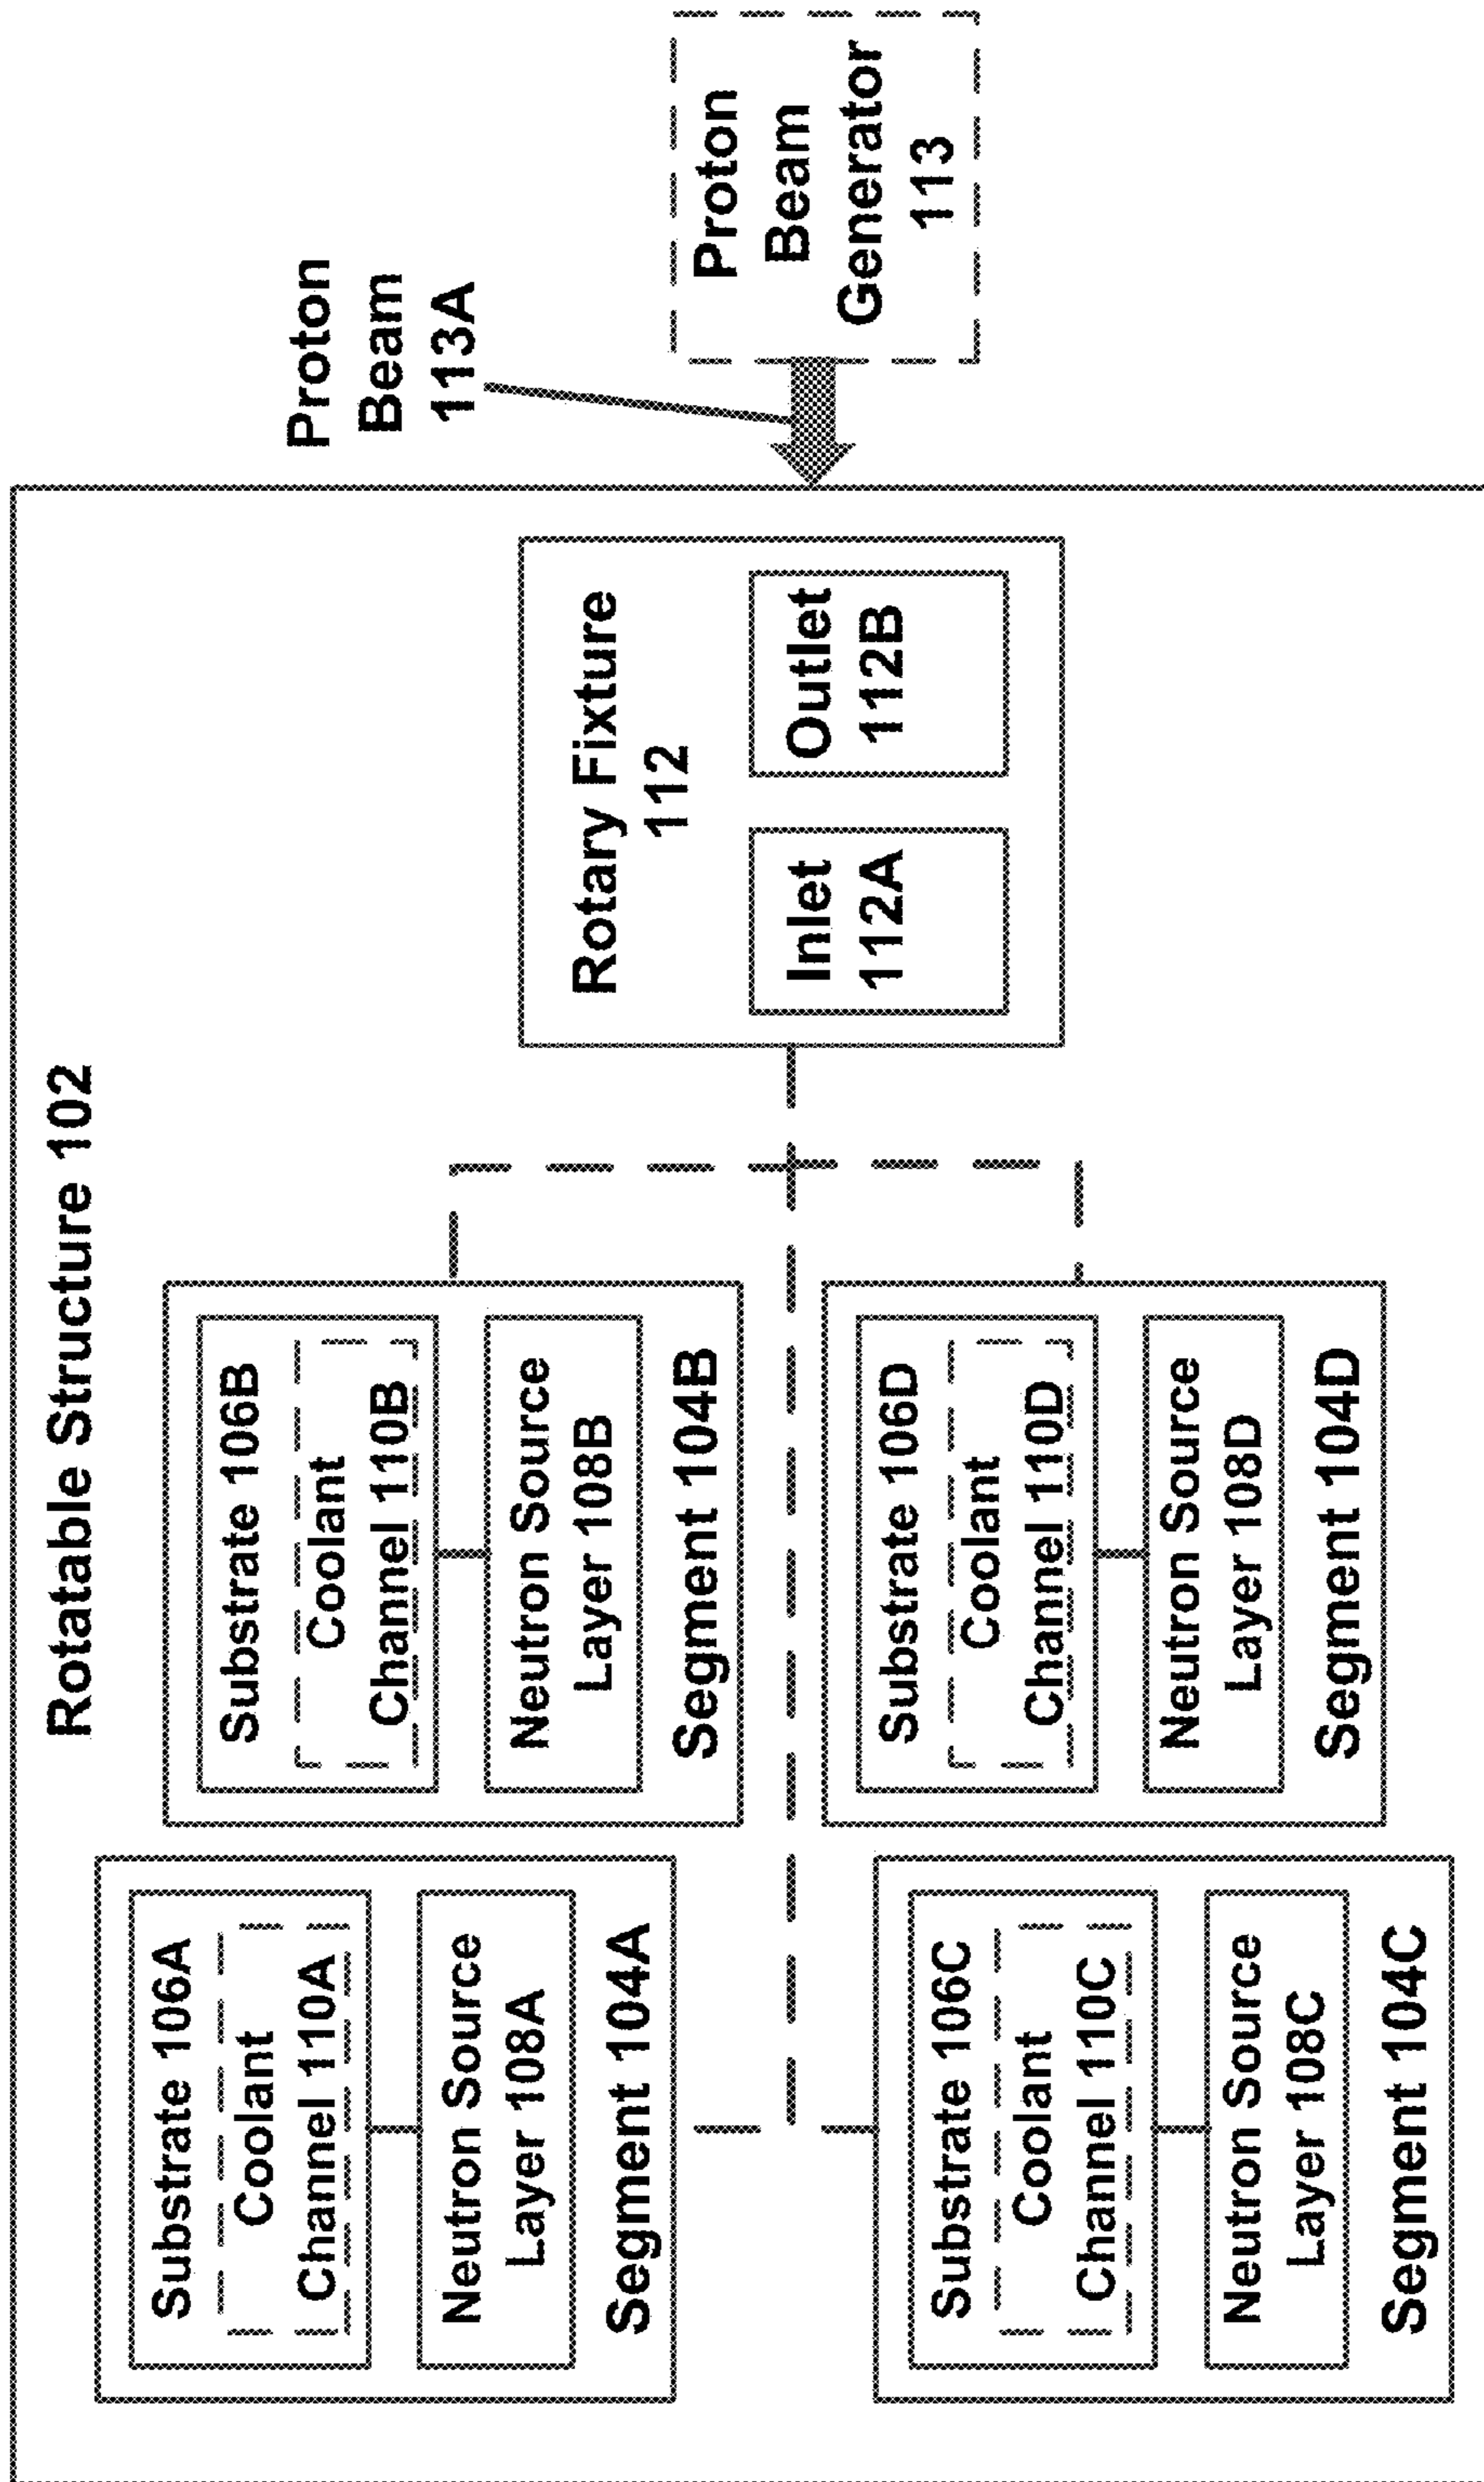 Rotatable Structure 102
Substrate 106A
Coolant
Channel 110A
Neutron Source
Layer 108A
Segment 104A
Substrate 106B
Coolant
Channel 110B
Neutron Source
Layer 108B
Segment 104B
Substrate 106C
Coolant
Channel 110C
Neutron Source
Layer 108C
Segment 104C
Substrate 106D
Coolant
Channel 110D
Neutron Source
Layer 108D
Segment 104D
Rotary Fixture
112
Inlet
112A
Outlet
112B
Proton
Beam
113A
Proton
Beam
Generator
113